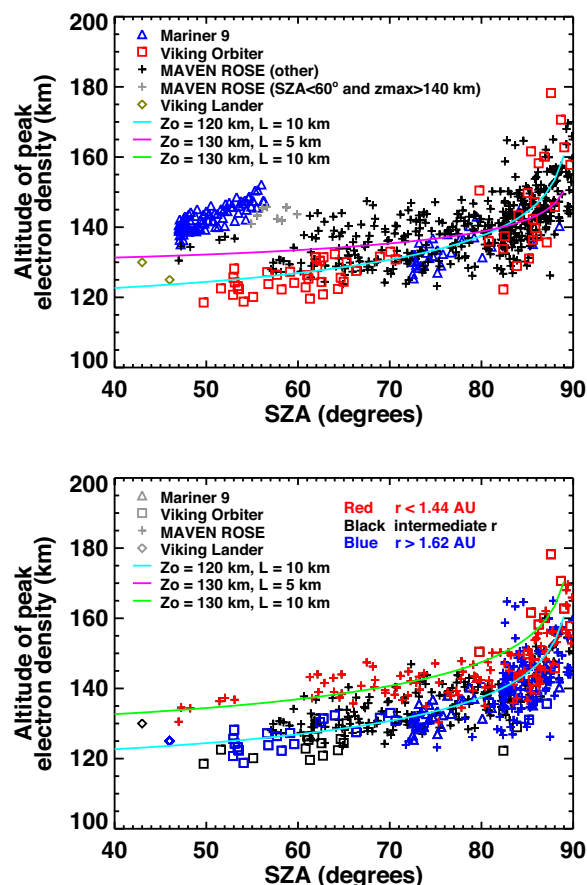 200
180
160
140
120
100
Altitude of peak
electron density (km)
Mariner 9
Viking Orbiter
MAVEN ROSE (other)
MAVEN ROSE (SZA<60° and zmax>140 km)
Viking Lander
Zo = 120 km, L = 10 km
Zo = 130 km, L = 5 km
Zo = 130 km, L = 10 km
40 50 60 70 80 90
SZA (degrees)
200
180
160
140
120
100
Altitude of peak
electron density (km)
Mariner 9
Viking Orbiter
MAVEN ROSE
Viking Lander
Zo = 120 km, L = 10 km
Zo = 130 km, L = 5 km
Zo = 130 km, L = 10 km
Red r < 1.44 AU
Black intermediate r
Blue r > 1.62 AU
40 50 60 70 80 90
SZA (degrees)